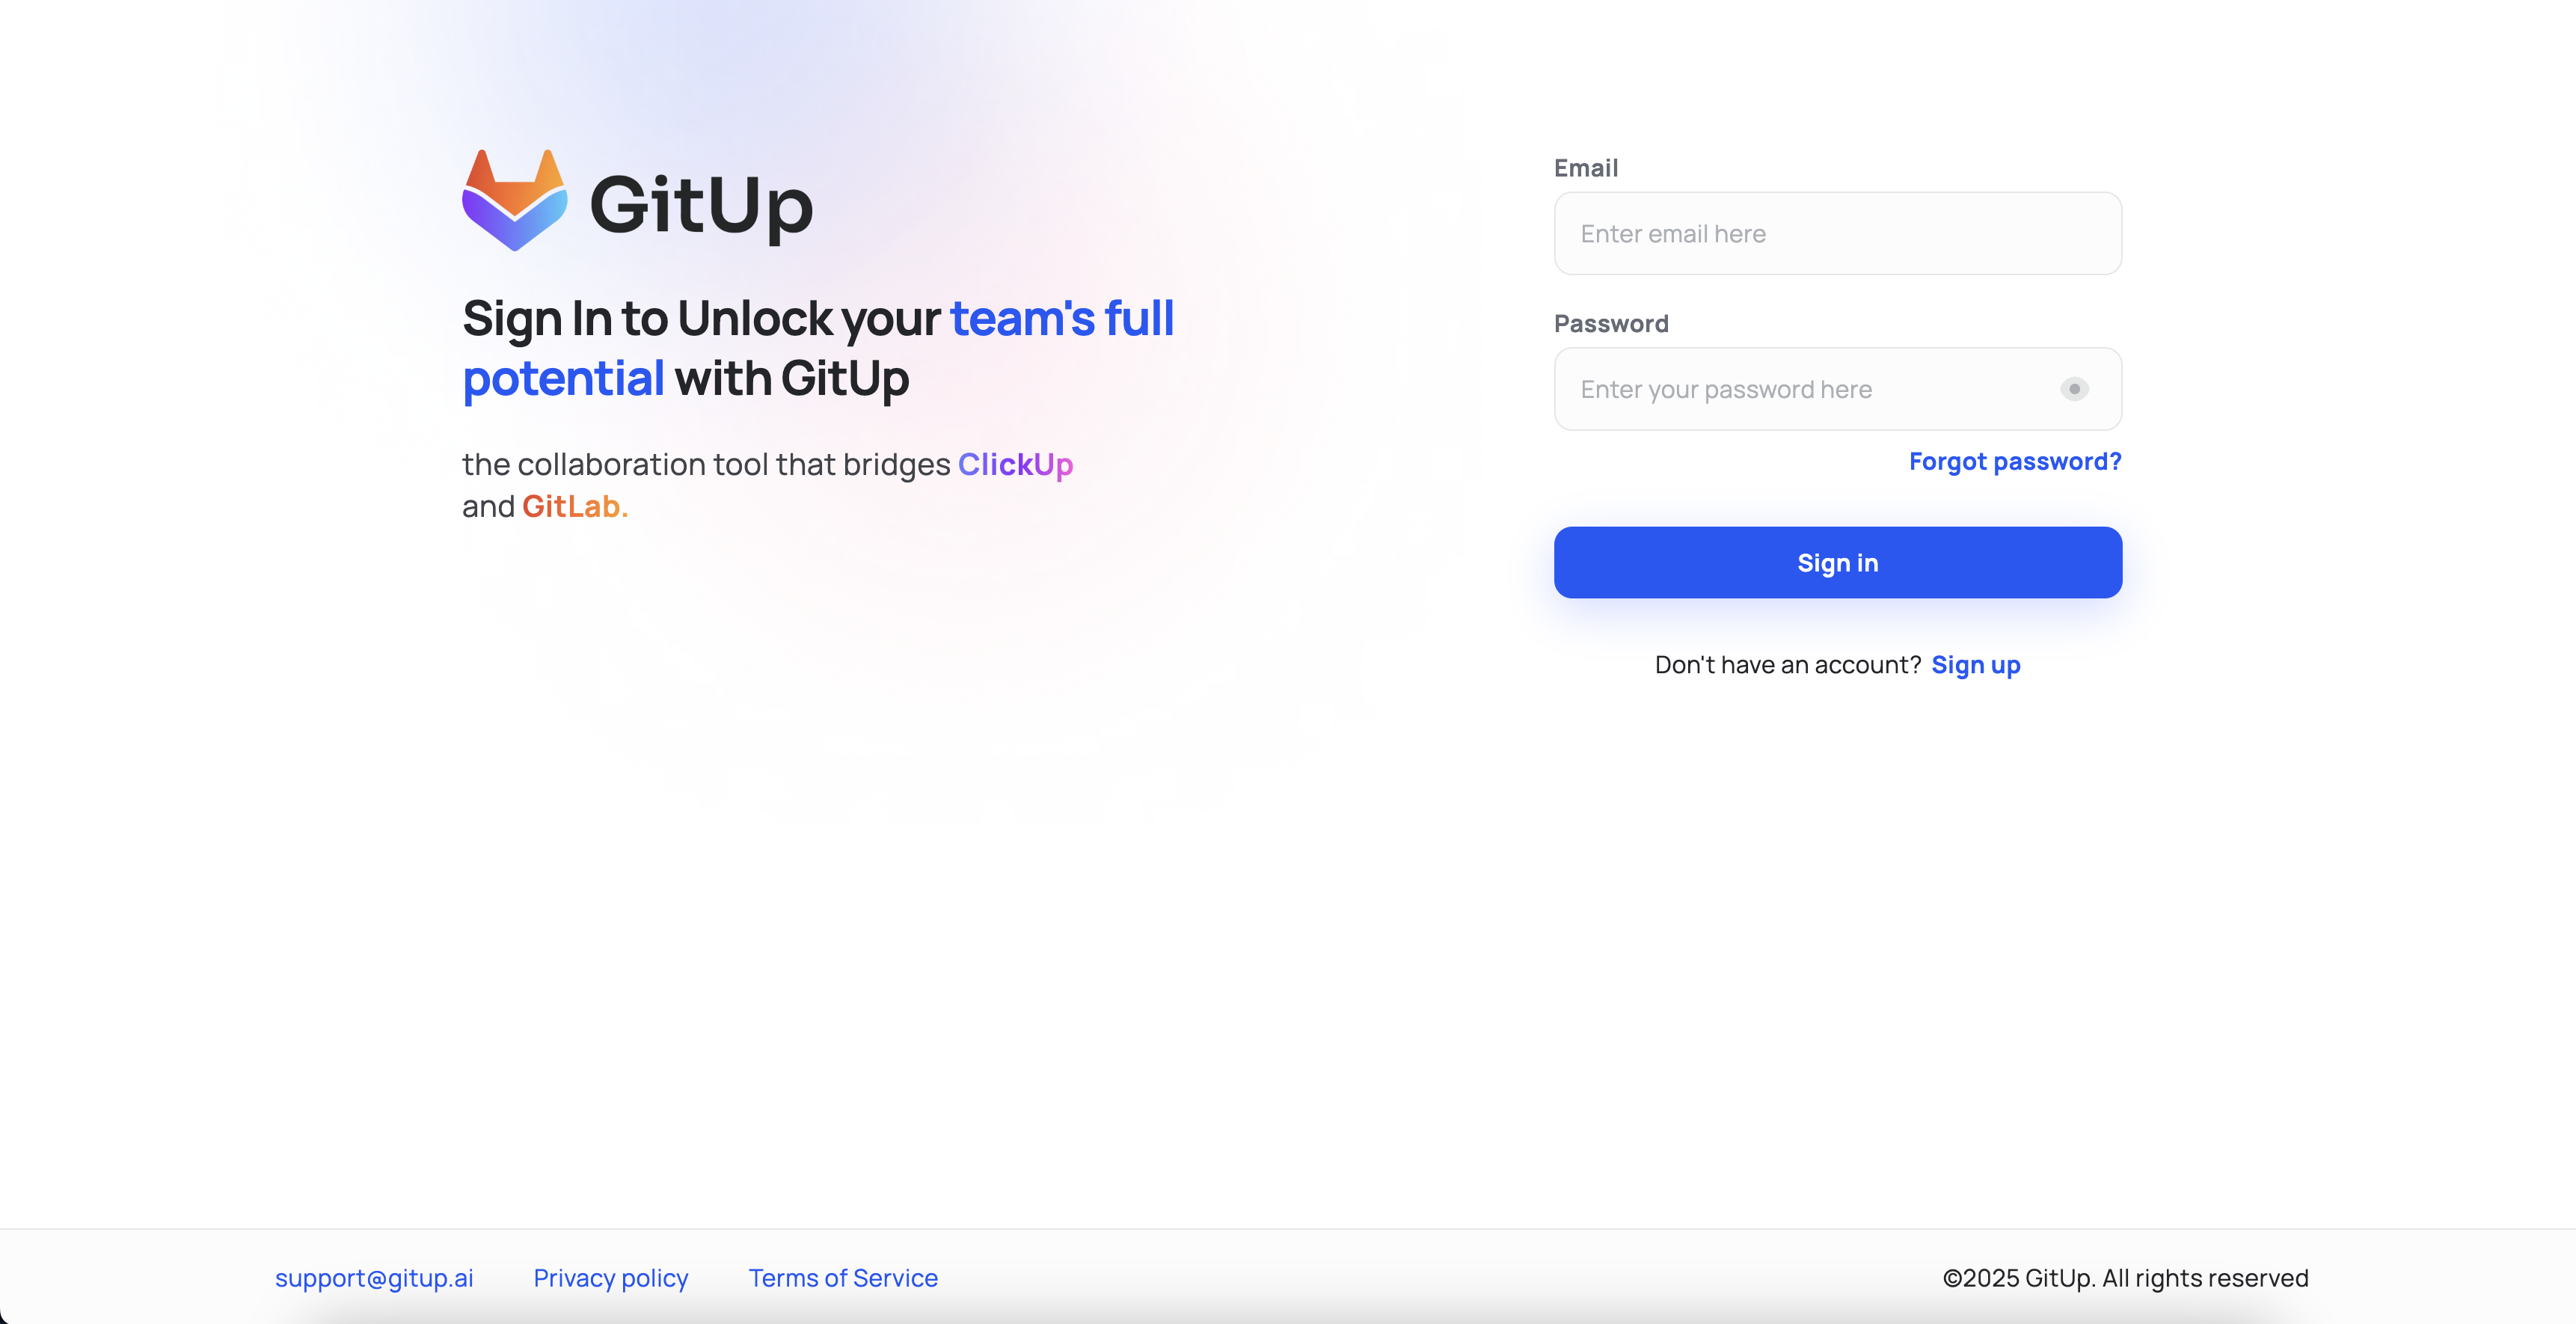 GitUp
Sign In to Unlock your team's full
potential with GitUp
the collaboration tool that bridges ClickUp
and GitLab.
Email
Enter email here
Password
Enter your password here
Forgot password?
Sign in
Don't have an account? Sign up
support@gitup.ai Privacy policy Terms of Service ©2025 GitUp. All rights reserved